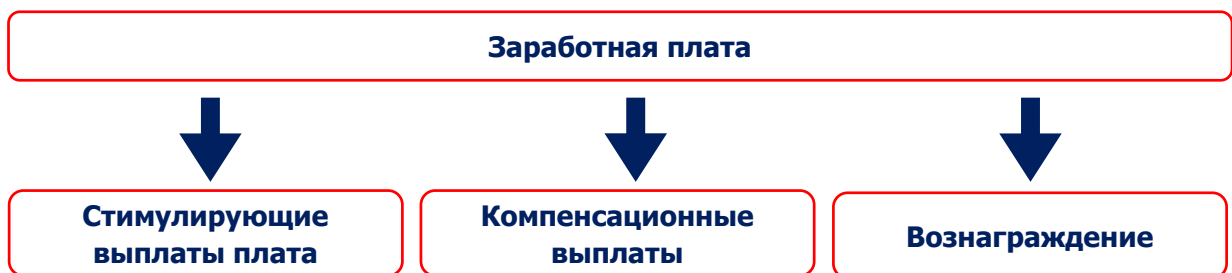 Заработная плата
Стимулирующие
выплаты плата
Компенсационные
выплаты
Вознаграждение